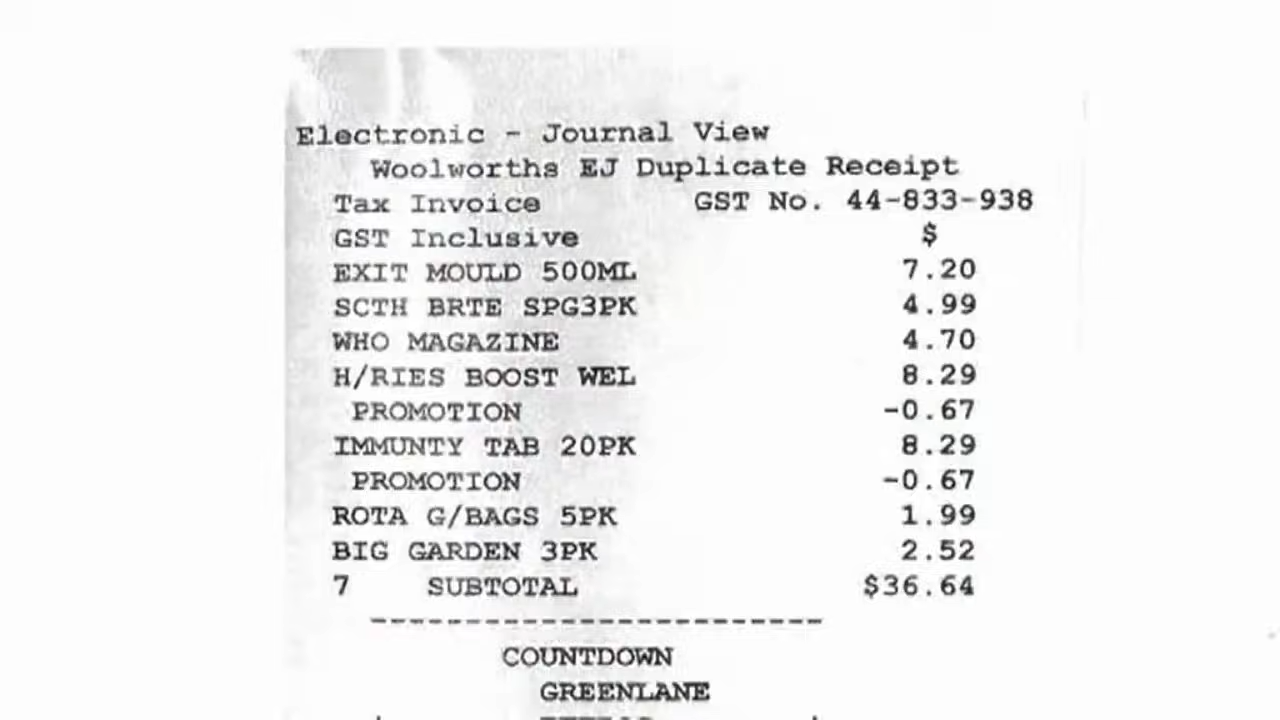 Electronic - Journal View
Woolworths EJ Duplicate Receipt
Tax Invoice GST No. 44-833-938
GST Inclusive $
EXIT MOULD 500ML 7.20
SCTH BRTE SPG3PK 4.99
WHO MAGAZINE 4.70
H/RIES BOOST WEL 8.29
PROMOTION -0.67
IMMUNTY TAB 20PK 8.29
PROMOTION -0.67
ROTA G/BAGS 5PK 1.99
BIG GARDEN 3PK 2.52
7 SUBTOTAL $36.64
------------------------
COUNTDOWN
GREENLANE